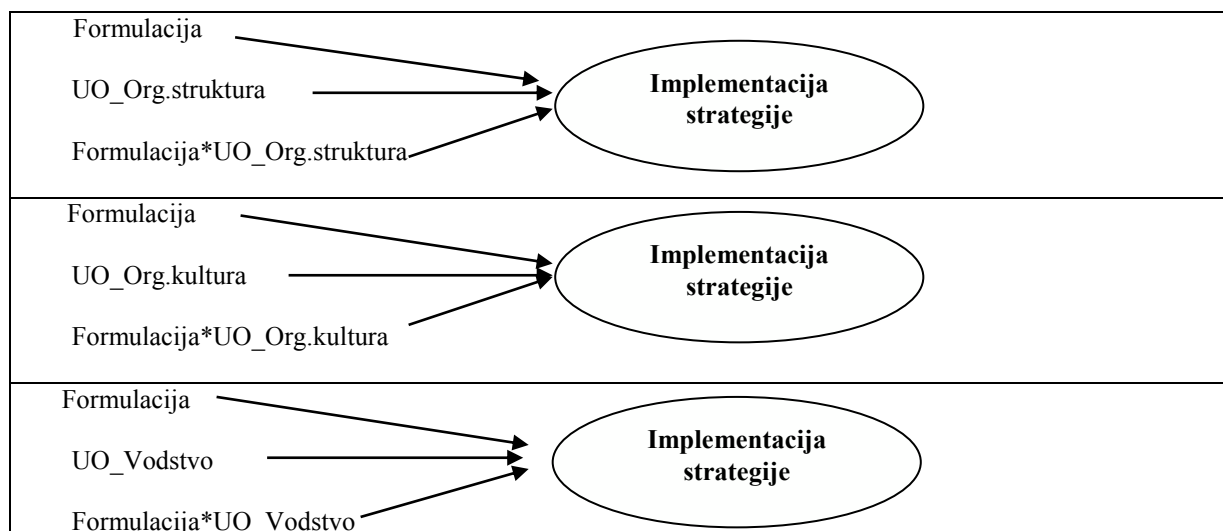 Formulacija
UO_Org.struktura
Formulacija*UO_Org.struktura
Implementacija
strategije
Formulacija
UO_Org.kultura
Formulacija*UO_Org.kultura
Implementacija
strategije
Formulacija
UO_Vodstvo
Formulacija*UO_Vodstvo
Implementacija
strategije